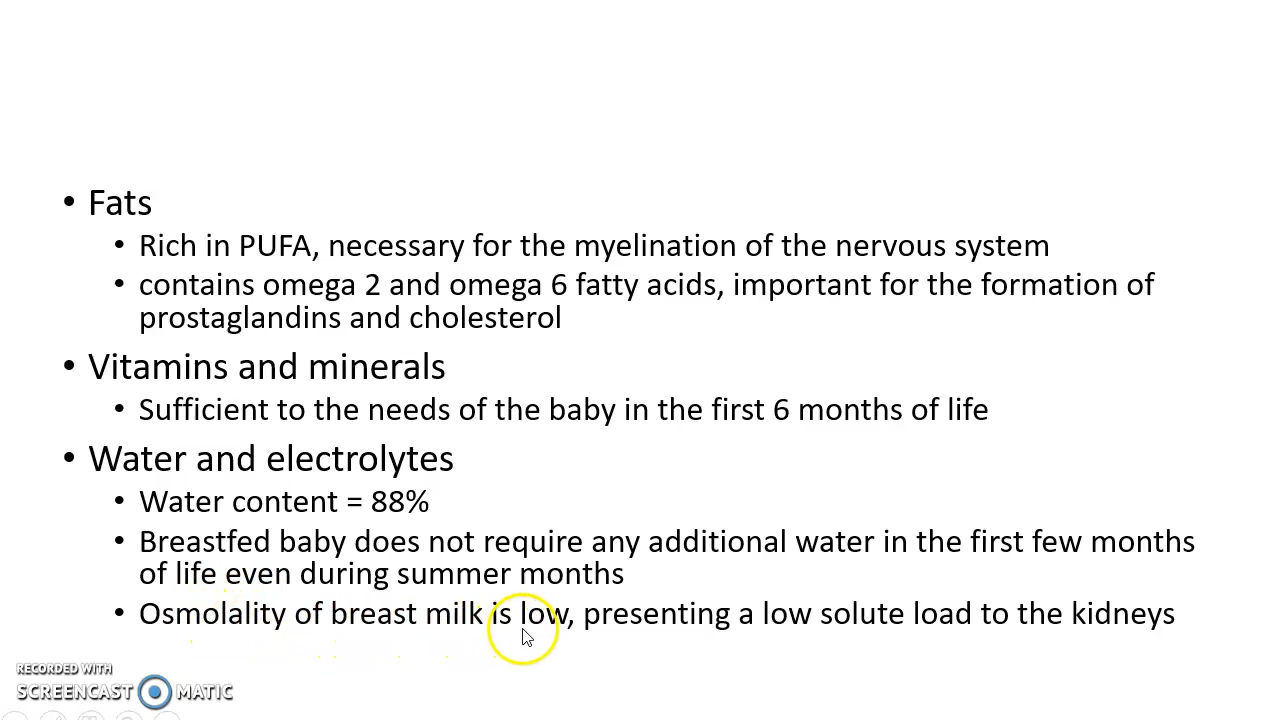 • Fats
• Rich in PUFA, necessary for the myelination of the nervous system
• contains omega 2 and omega 6 fatty acids, important for the formation of
prostaglandins and cholesterol
• Vitamins and minerals
• Sufficient to the needs of the baby in the first 6 months of life
• Water and electrolytes
• Water content = 88%
• Breastfed baby does not require any additional water in the first few months
of life even during summer months
• Osmolality of breast milk is low, presenting a low solute load to the kidneys
RECORDED WITH
SCREENCAST MATIC